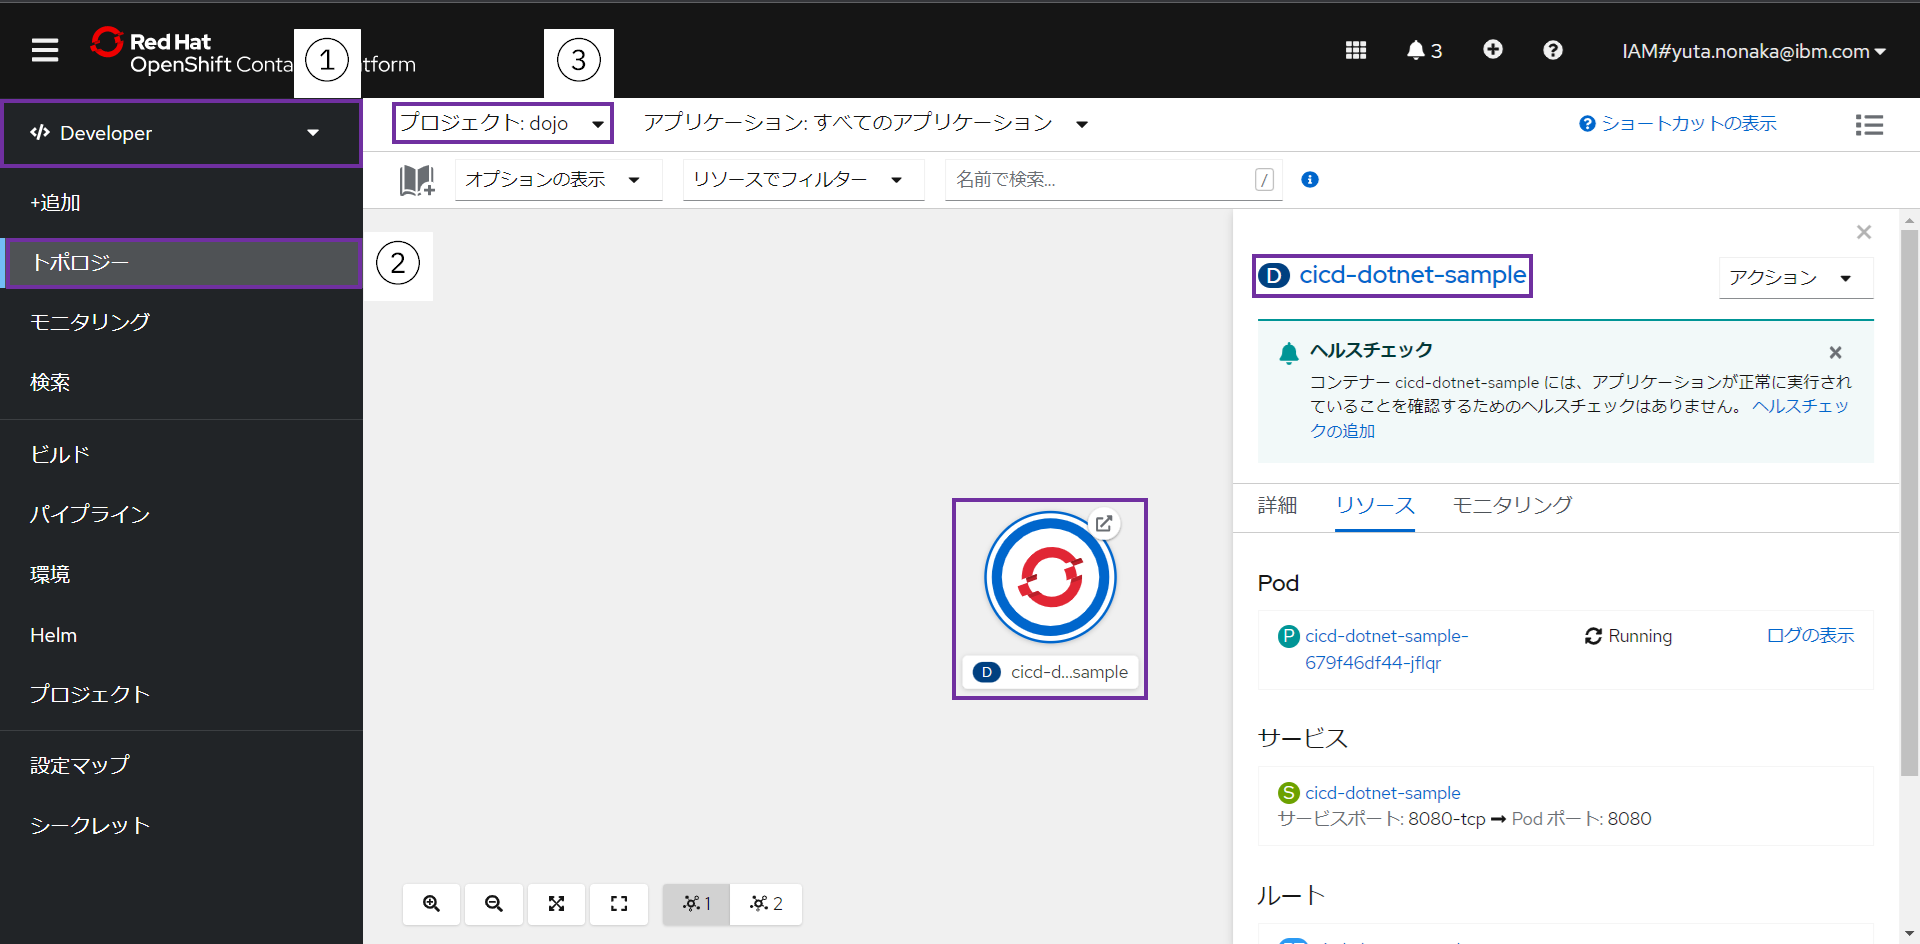 Red Hat
OpenShift Conta
tform
①
③
3
IAM#yuta.nonaka@ibm.com
Developer
+追加
トポロジー
②
モニタリング
検索
ビルド
パイプライン
環境
Helm
プロジェクト
設定マップ
シークレット
プロジェクト: dojo
アプリケーション: すべてのアプリケーション
ショートカットの表示
オプションの表示
リソースでフィルター
名前で検索...
/
D cicd-d...sample
1
2
D cicd-dotnet-sample
アクション
ヘルスチェック
コンテナー cicd-dotnet-sample には、アプリケーションが正常に実行され
ていることを確認するためのヘルスチェックはありません。 ヘルスチェッ
クの追加
詳細
リソース
モニタリング
Pod
P cicd-dotnet-sample-
679f46df44-jflqr
Running
ログの表示
サービス
S cicd-dotnet-sample
サービスポート: 8080-tcp ➞ Pod ポート: 8080
ルート